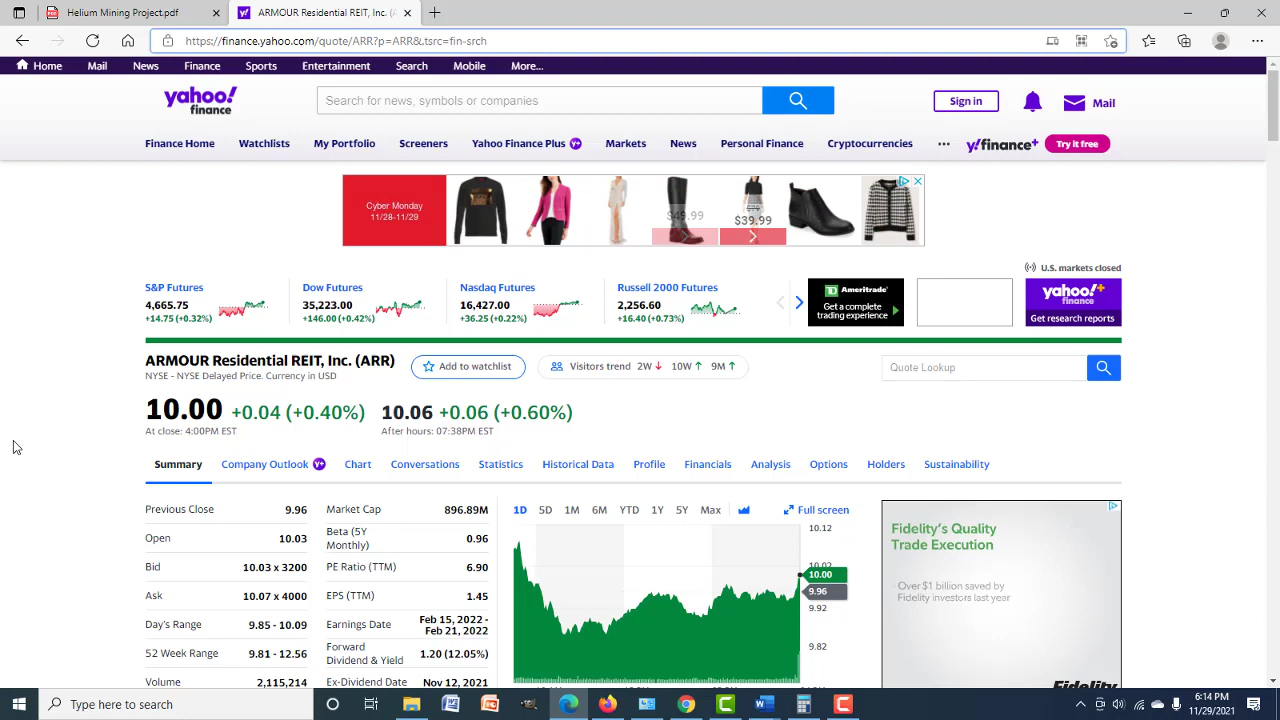 Helium Mining Project
ARMOUR Residential REIT, Inc. (A
https://finance.yahoo.com/quote/ARR?p=ARR&.tsrc=fin-srch
Home Mail News Finance Sports Entertainment Search Mobile More...
yahoo!
finance
Search for news, symbols or companies
Sign in
Mail
Finance Home Watchlists My Portfolio Screeners Yahoo Finance Plus Y+ Markets News Personal Finance Cryptocurrencies ... y!finance+ Try it free
Cyber Monday
11/28-11/29
$49.99
$39.99
U.S. markets closed
S&P Futures
4,665.75
+14.75 (+0.32%)
Dow Futures
35,223.00
+146.00 (+0.42%)
Nasdaq Futures
16,427.00
+36.25 (+0.22%)
Russell 2000 Futures
2,256.60
+16.40 (+0.73%)
TD Ameritrade
Get a complete
trading experience
yahoo!+
finance
Get research reports
ARMOUR Residential REIT, Inc. (ARR)
NYSE - NYSE Delayed Price. Currency in USD
Add to watchlist
Visitors trend 2W ↓ 10W ↑ 9M ↑
Quote Lookup
10.00 +0.04 (+0.40%)
At close: 4:00PM EST
10.06 +0.06 (+0.60%)
After hours: 07:38PM EST
Summary Company Outlook Y+ Chart Conversations Statistics Historical Data Profile Financials Analysis Options Holders Sustainability
Previous Close 9.96
Open 10.03
Bid 10.03 x 3200
Ask 10.07 x 4000
Day's Range 9.85 - 10.09
52 Week Range 9.81 - 12.56
Volume 2,115,214
Market Cap 896.89M
Beta (5Y
Monthly) 0.96
PE Ratio (TTM) 6.90
EPS (TTM) 1.45
Earnings Date Feb 15, 2022 -
Feb 21, 2022
Forward
Dividend & Yield 1.20 (12.05%)
Ex-Dividend Date Nov 12, 2021
1D 5D 1M 6M YTD 1Y 5Y Max Full screen
10.12
10.02
10.00
9.96
9.92
9.82
Fidelity's Quality
Trade Execution
Over $1 billion saved by
Fidelity investors last year
Fidelity
Type here to search
6:14 PM
11/29/2021